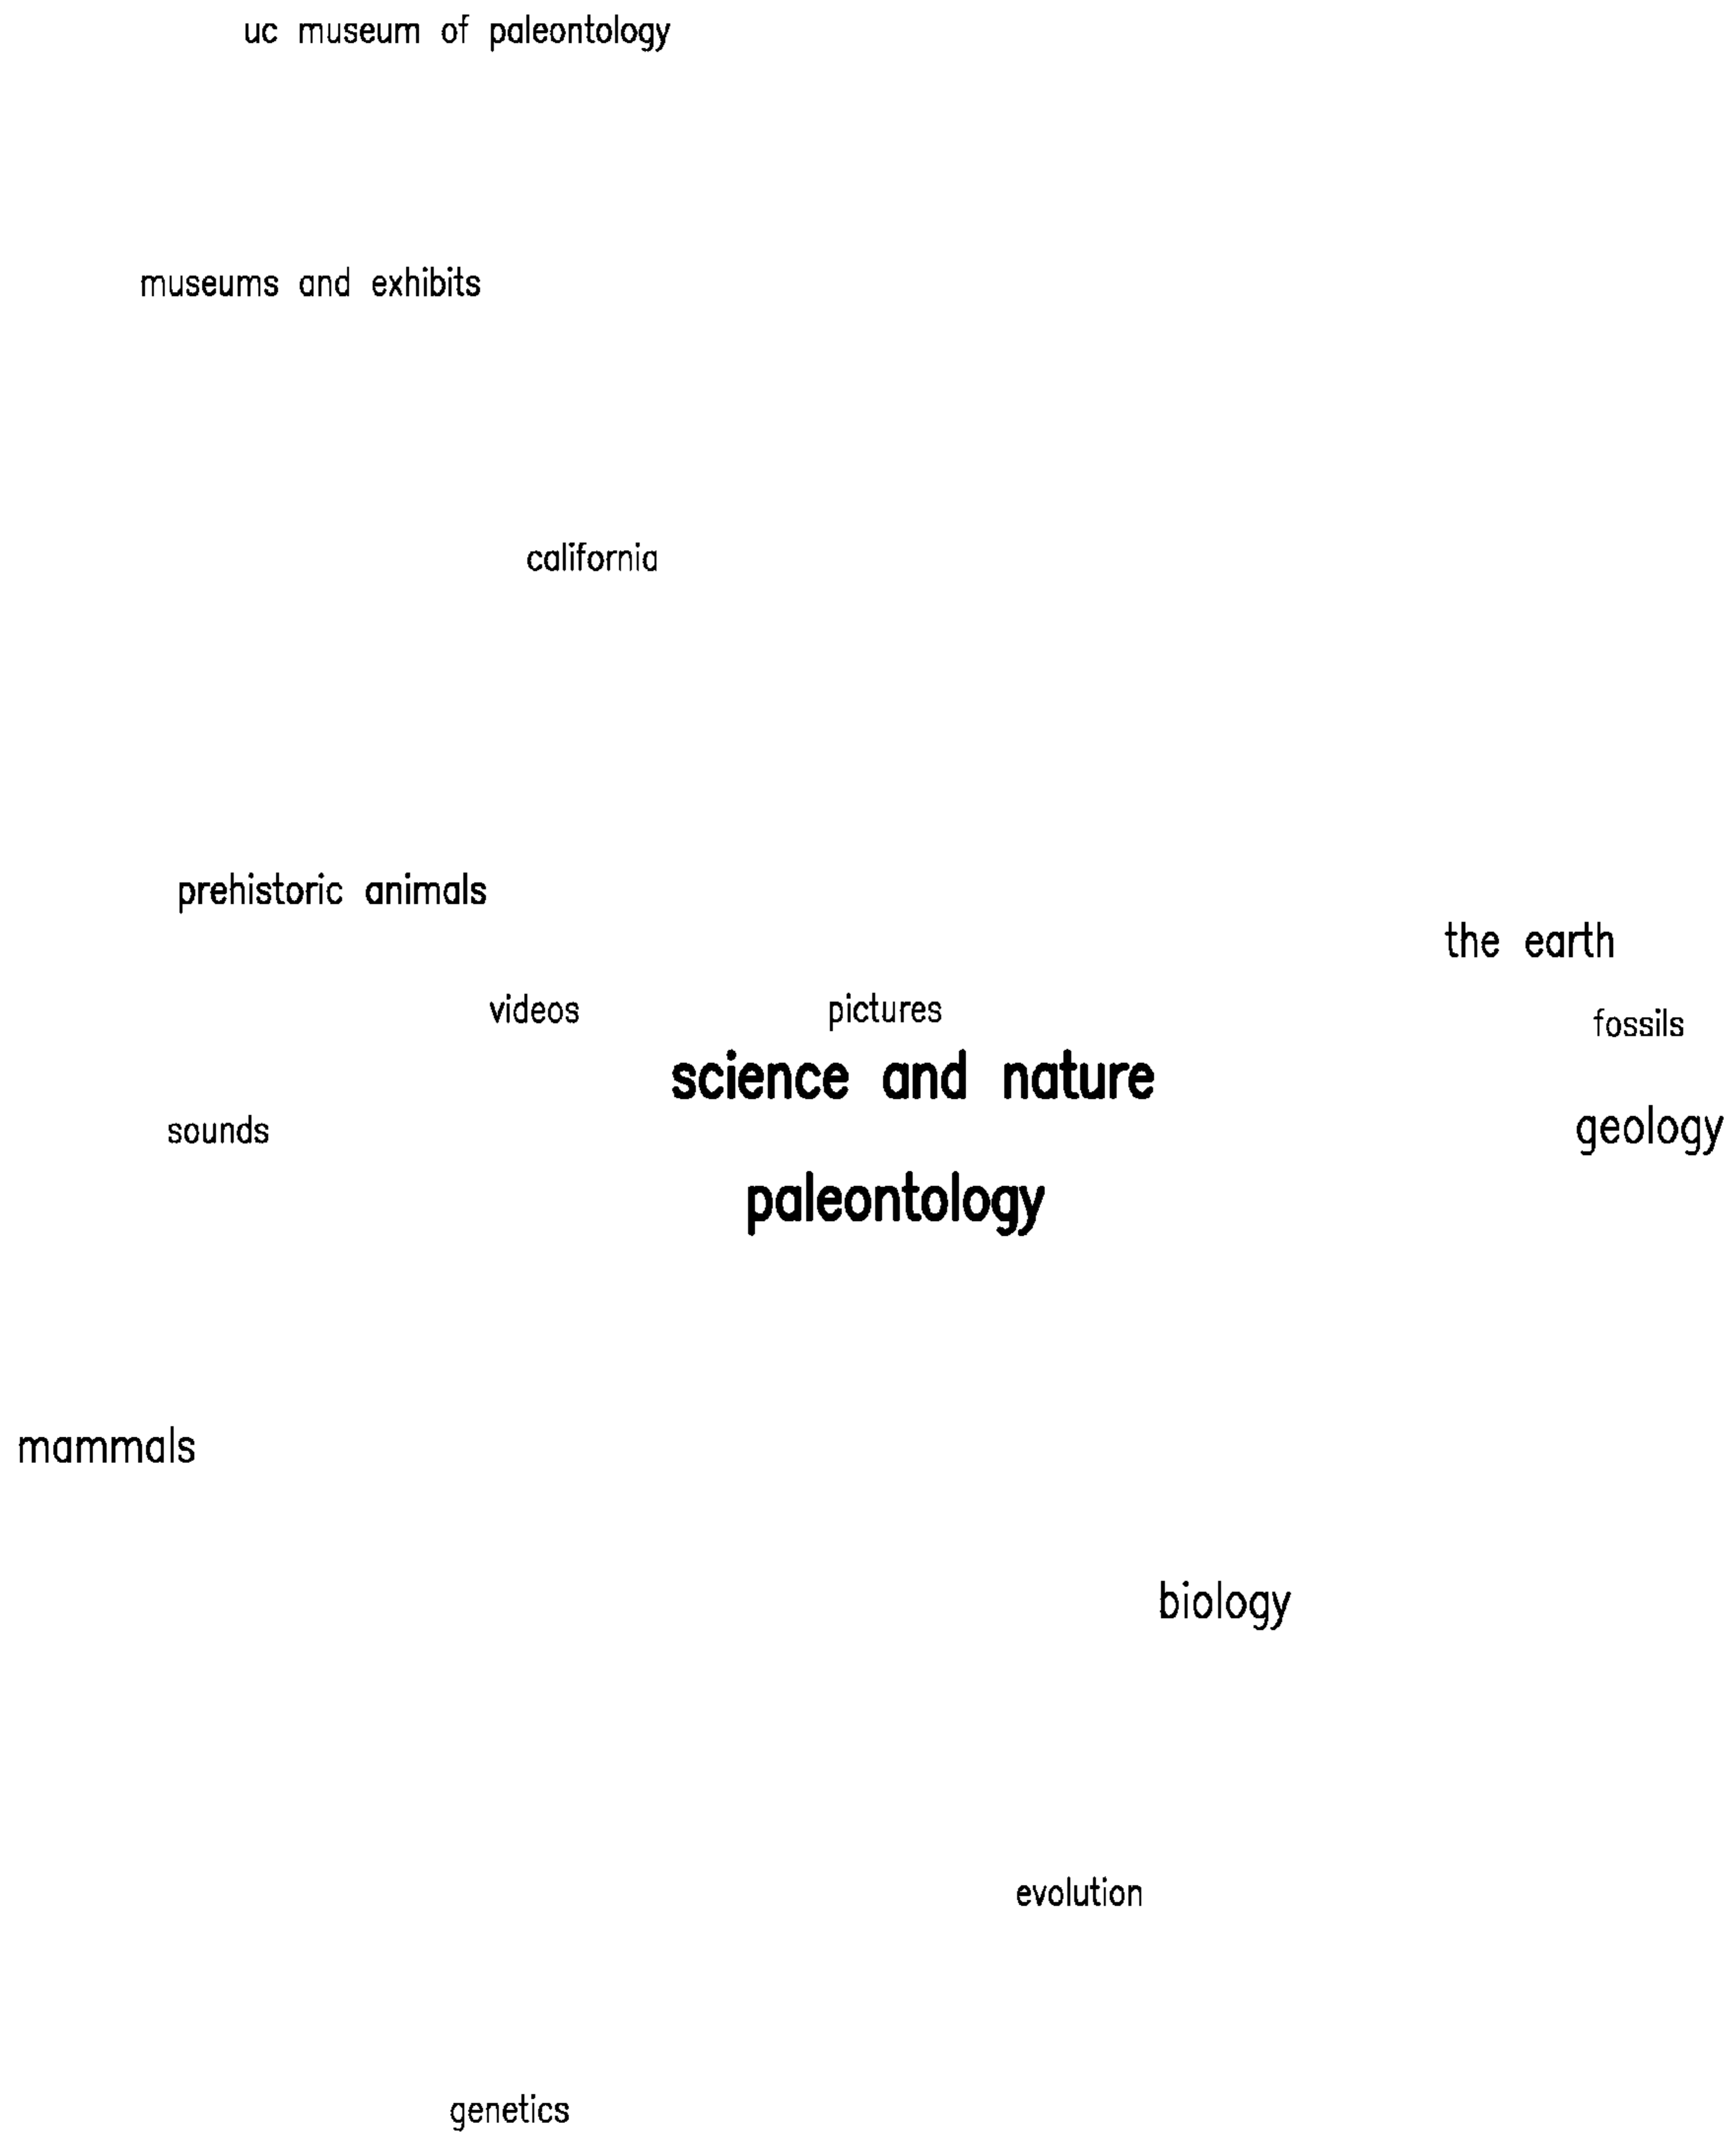 uc museum of paleontology
museums and exhibits
california
prehistoric animals
the earth
videos
pictures
fossils
science and nature
sounds
geology
paleontology
mammals
biology
evolution
genetics